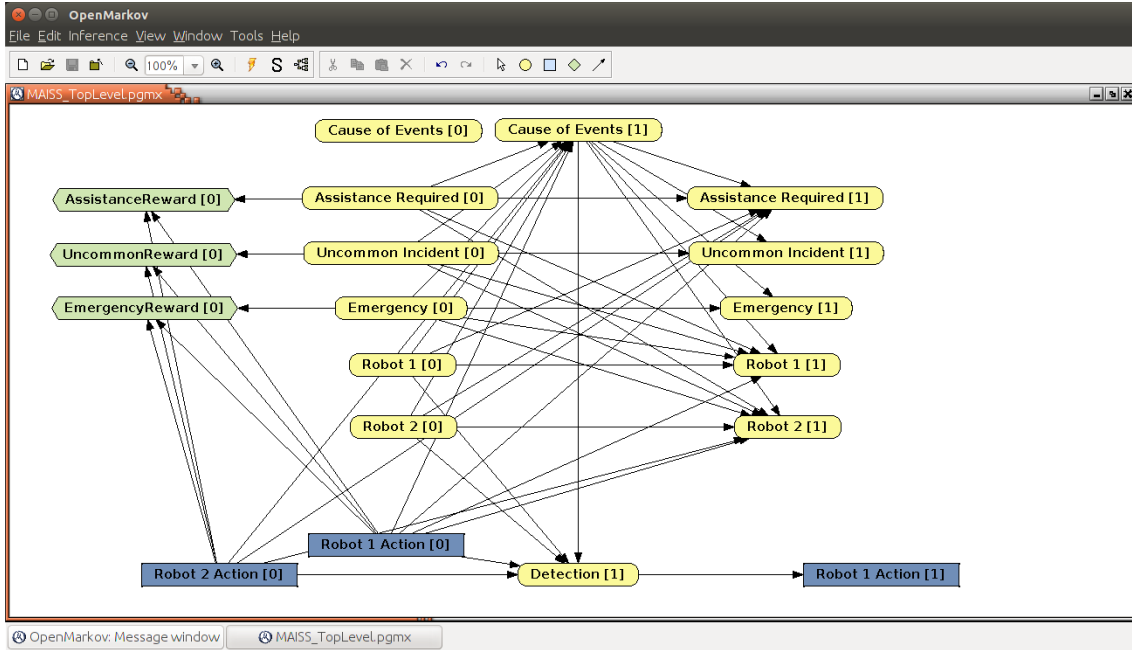 OpenMarkov
File Edit Inference View Window Tools Help
100%
S
MAISS_TopLevel.pgmx
Cause of Events [0]
Cause of Events [1]
AssistanceReward [0]
Assistance Required [0]
Assistance Required [1]
UncommonReward [0]
Uncommon Incident [0]
Uncommon Incident [1]
EmergencyReward [0]
Emergency [0]
Emergency [1]
Robot 1 [0]
Robot 1 [1]
Robot 2 [0]
Robot 2 [1]
Robot 1 Action [0]
Robot 2 Action [0]
Detection [1]
Robot 1 Action [1]
OpenMarkov: Message window
MAISS_TopLevel.pgmx